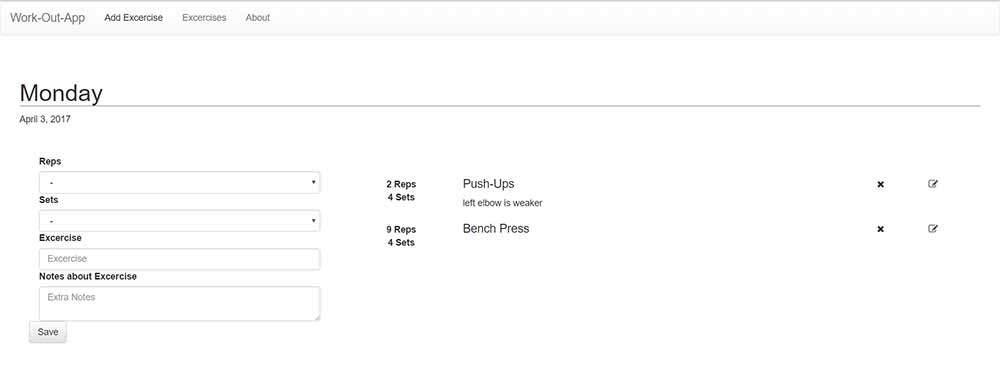 Work-Out-App Add Excercise Excercises About
Monday
April 3, 2017
Reps
-
Sets
-
Excercise
Excercise
Notes about Excercise
Extra Notes
Save
2 Reps
4 Sets
Push-Ups
left elbow is weaker
9 Reps
4 Sets
Bench Press